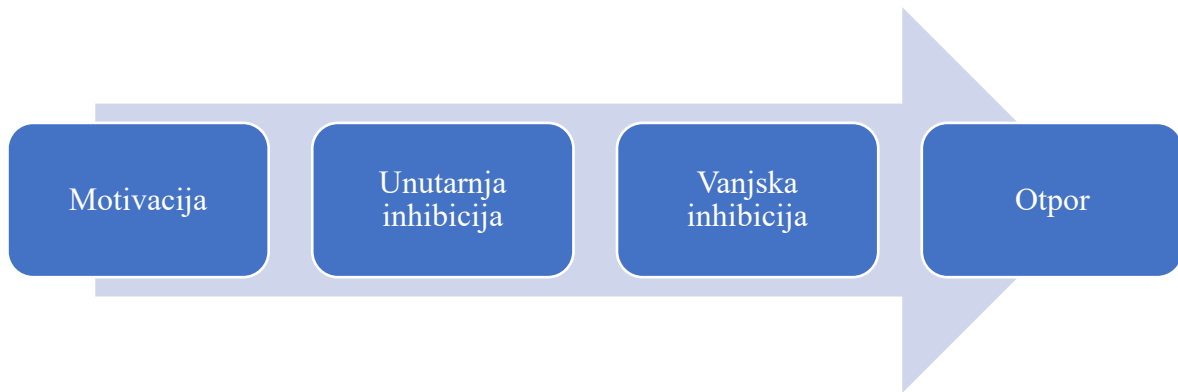 Motivacija
Unutarnja
inhibicija
Vanjska
inhibicija
Otpor